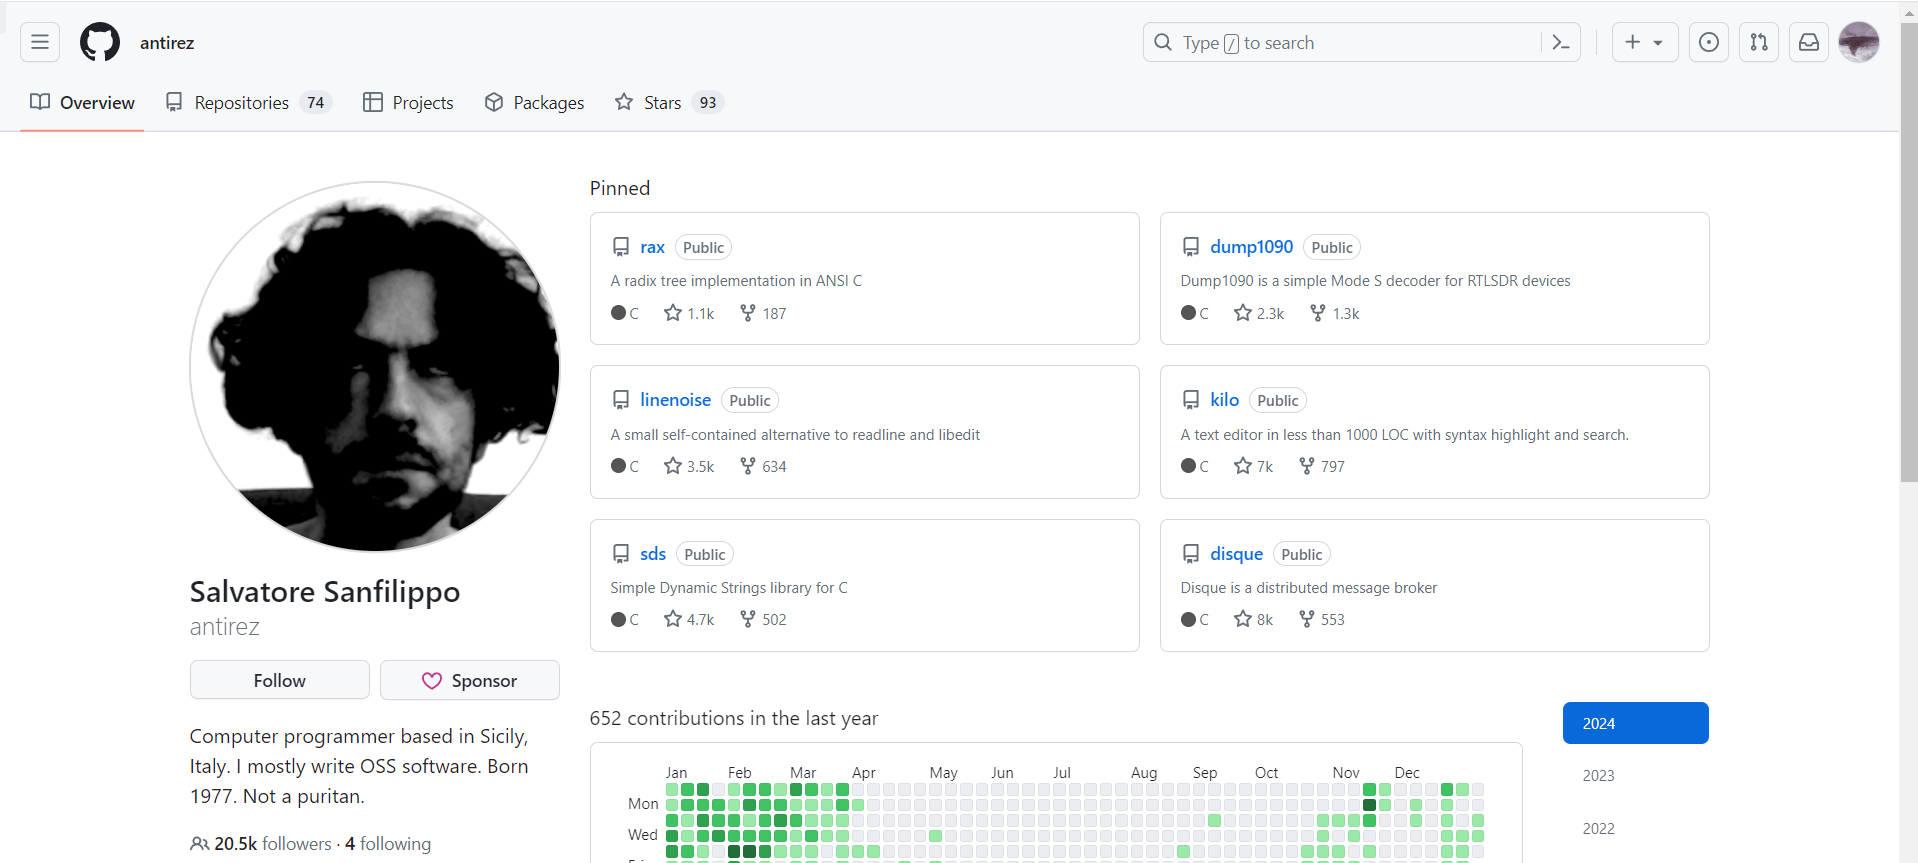 antirez
Type / to search
Overview
Repositories 74
Projects
Packages
Stars 93
Salvatore Sanfilippo
antirez
Follow
Sponsor
Computer programmer based in Sicily,
Italy. I mostly write OSS software. Born
1977. Not a puritan.
20.5k followers · 4 following
Pinned
rax Public
A radix tree implementation in ANSI C
C 1.1k 187
dump1090 Public
Dump1090 is a simple Mode S decoder for RTLSDR devices
C 2.3k 1.3k
linenoise Public
A small self-contained alternative to readline and libedit
C 3.5k 634
kilo Public
A text editor in less than 1000 LOC with syntax highlight and search.
C 7k 797
sds Public
Simple Dynamic Strings library for C
C 4.7k 502
disque Public
Disque is a distributed message broker
C 8k 553
652 contributions in the last year
Jan Feb Mar Apr May Jun Jul Aug Sep Oct Nov Dec
Mon
Wed
2024
2023
2022